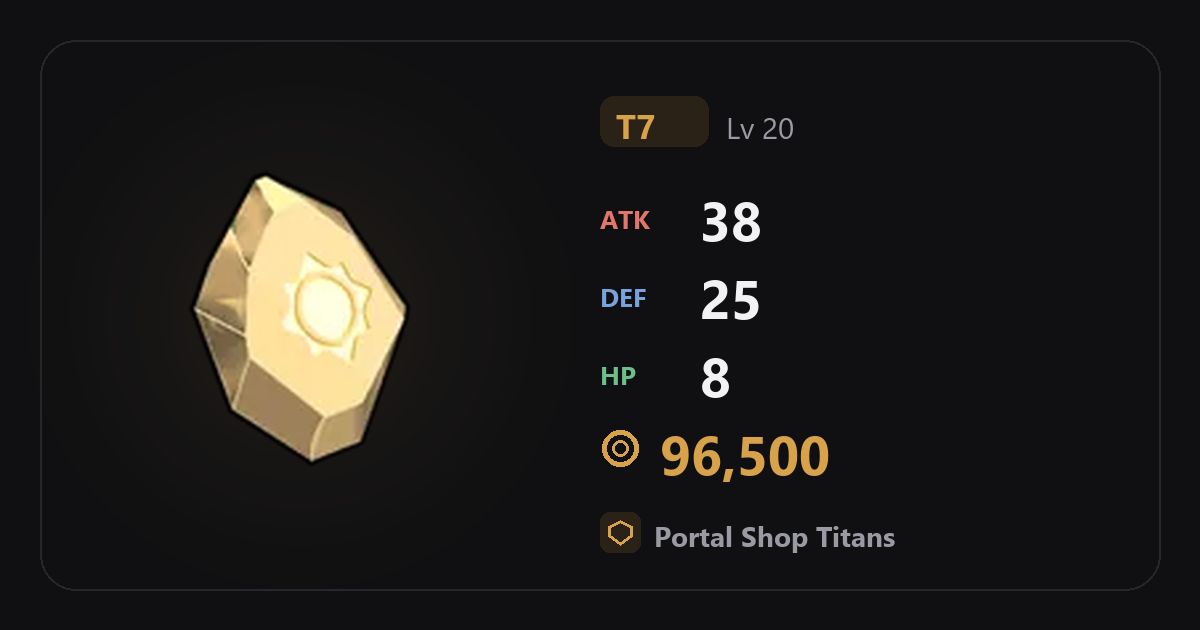 T7 Lv 20
ATK 38
DEF 25
HP 8
96,500
Portal Shop Titans